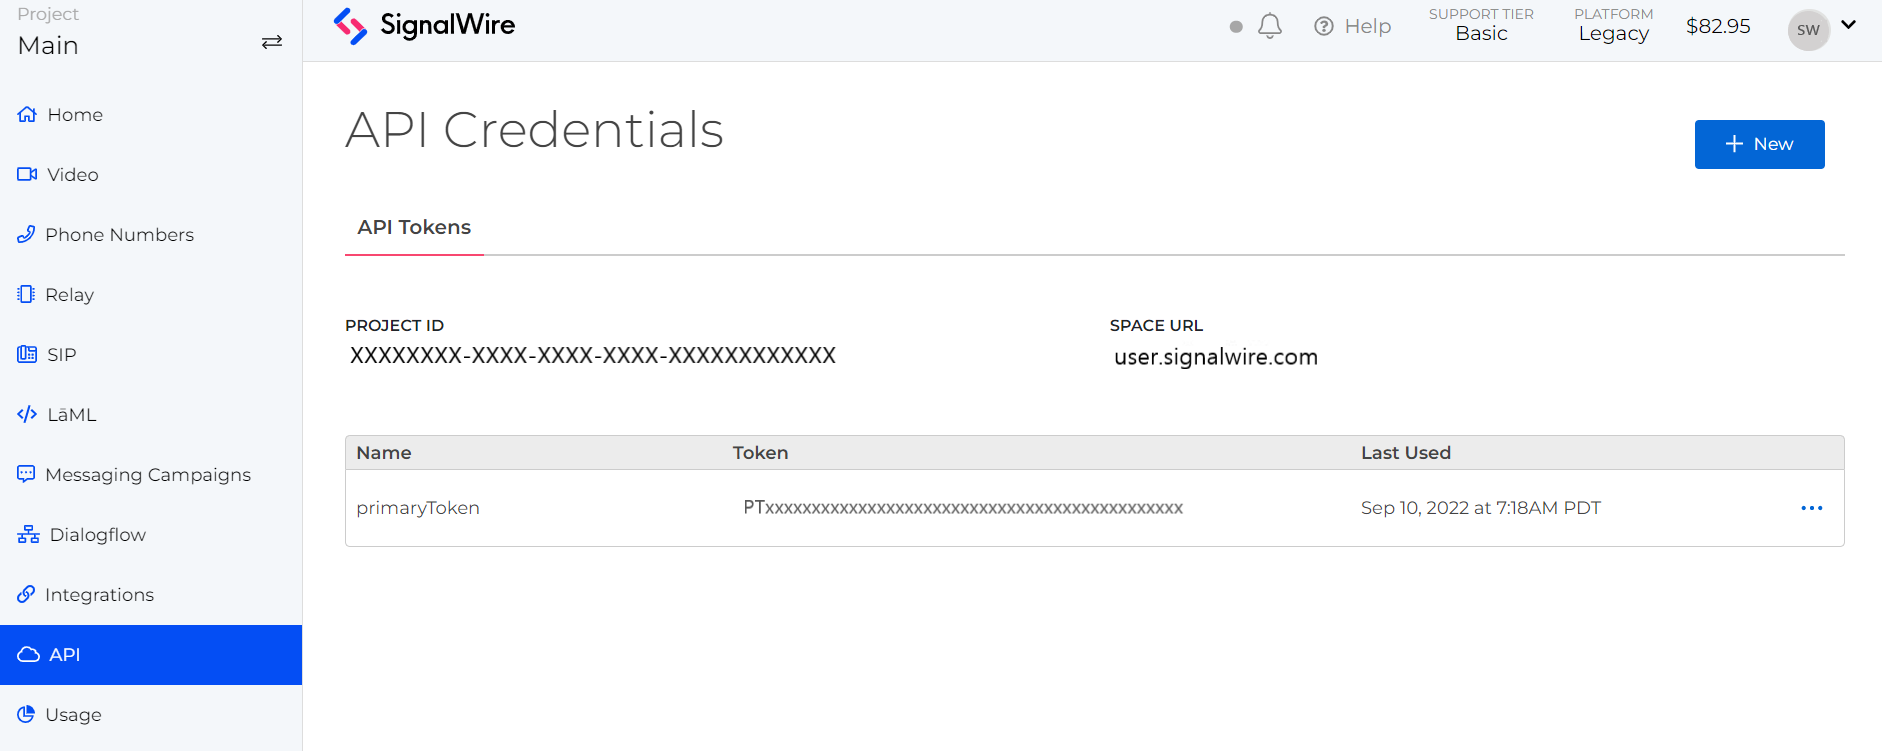 Project
Main
SignalWire
Help
SUPPORT TIER
Basic
PLATFORM
Legacy
$82.95
SW
Home
Video
Phone Numbers
Relay
SIP
LāML
Messaging Campaigns
Dialogflow
Integrations
API
Usage
API Credentials
+ New
API Tokens
PROJECT ID
XXXXXXXX-XXXX-XXXX-XXXX-XXXXXXXXXXXX
SPACE URL
user.signalwire.com
Name Token Last Used
primaryToken PTxxxxxxxxxxxxxxxxxxxxxxxxxxxxxxxxxxxxxxxxxxxxx Sep 10, 2022 at 7:18AM PDT